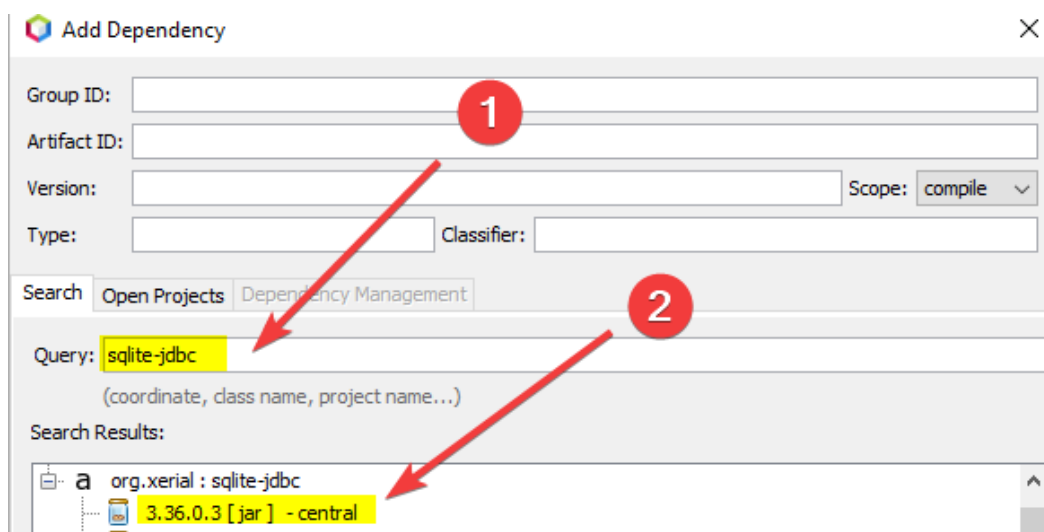 Add Dependency
Group ID:
1
Artifact ID:
Version:
Scope: compile
Type:
Classifier:
Search Open Projects Dependency Management
2
Query: sqlite-jdbc
(coordinate, class name, project name...)
Search Results:
a org.xerial : sqlite-jdbc
3.36.0.3 [ jar ] - central